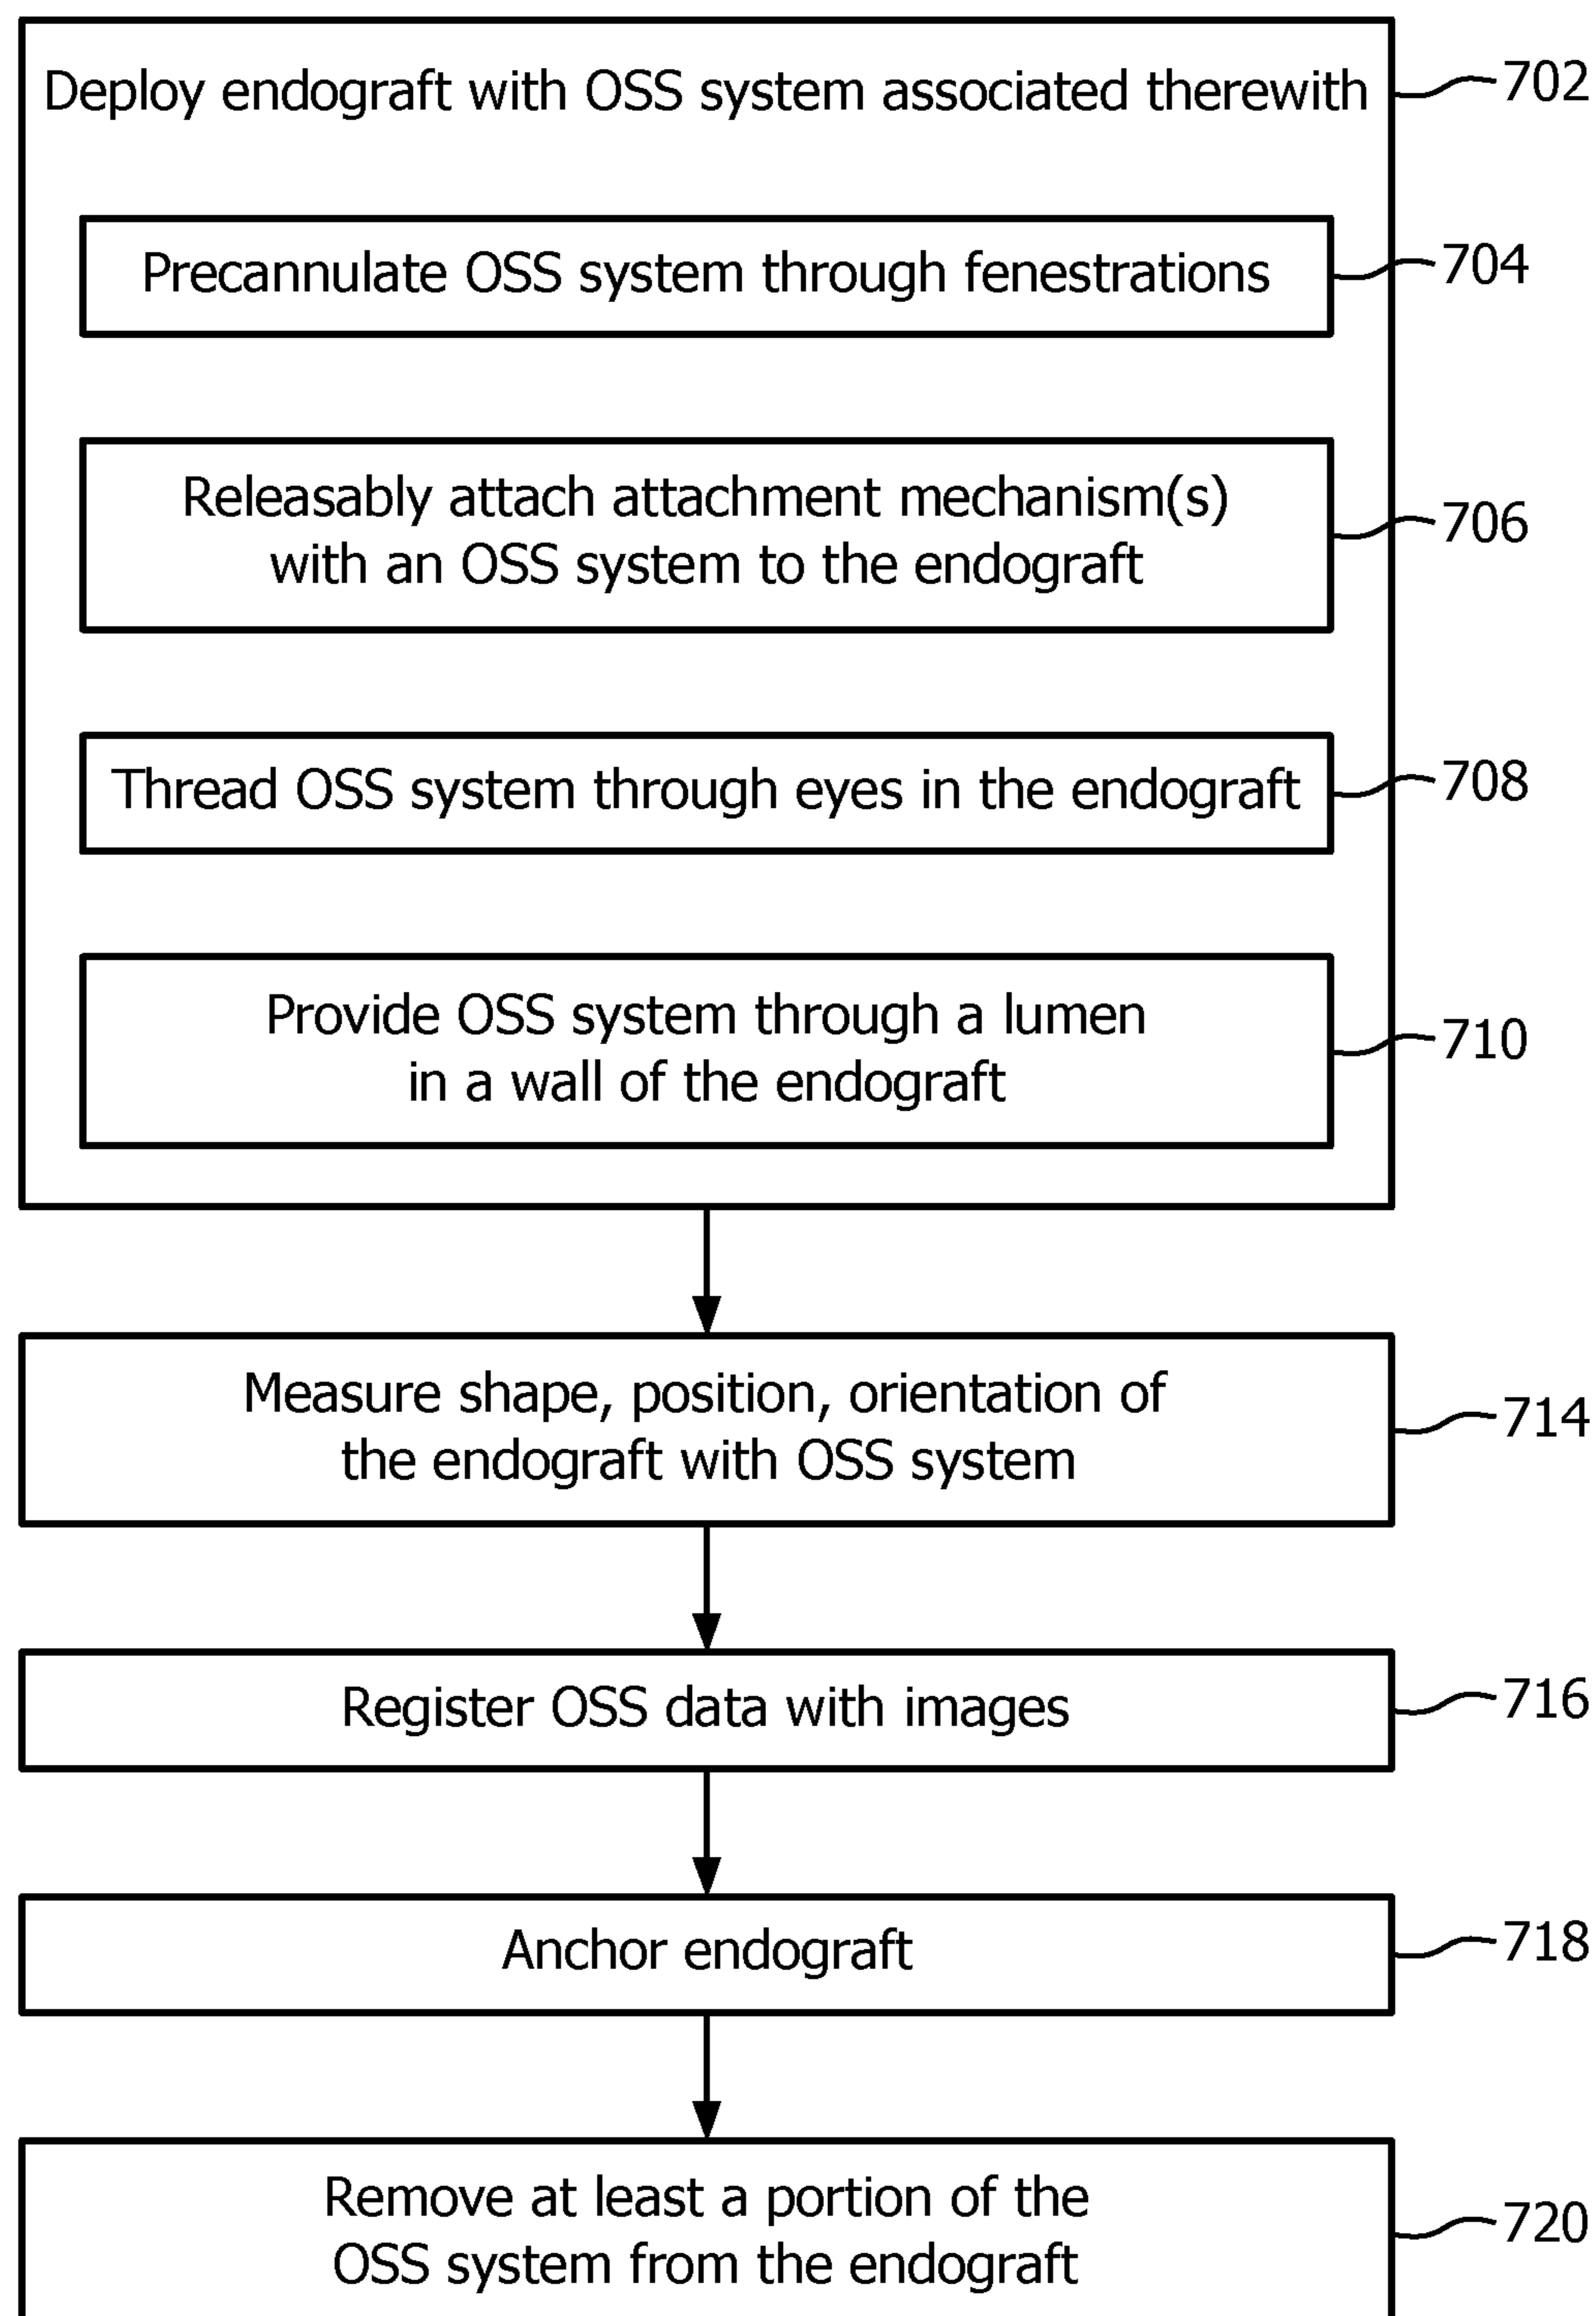 Deploy endograft with OSS system associated therewith
702
Precannulate OSS system through fenestrations
704
Releasably attach attachment mechanism(s)
with an OSS system to the endograft
706
Thread OSS system through eyes in the endograft
708
Provide OSS system through a lumen
in a wall of the endograft
710
Measure shape, position, orientation of
the endograft with OSS system
714
Register OSS data with images
716
Anchor endograft
718
Remove at least a portion of the
OSS system from the endograft
720